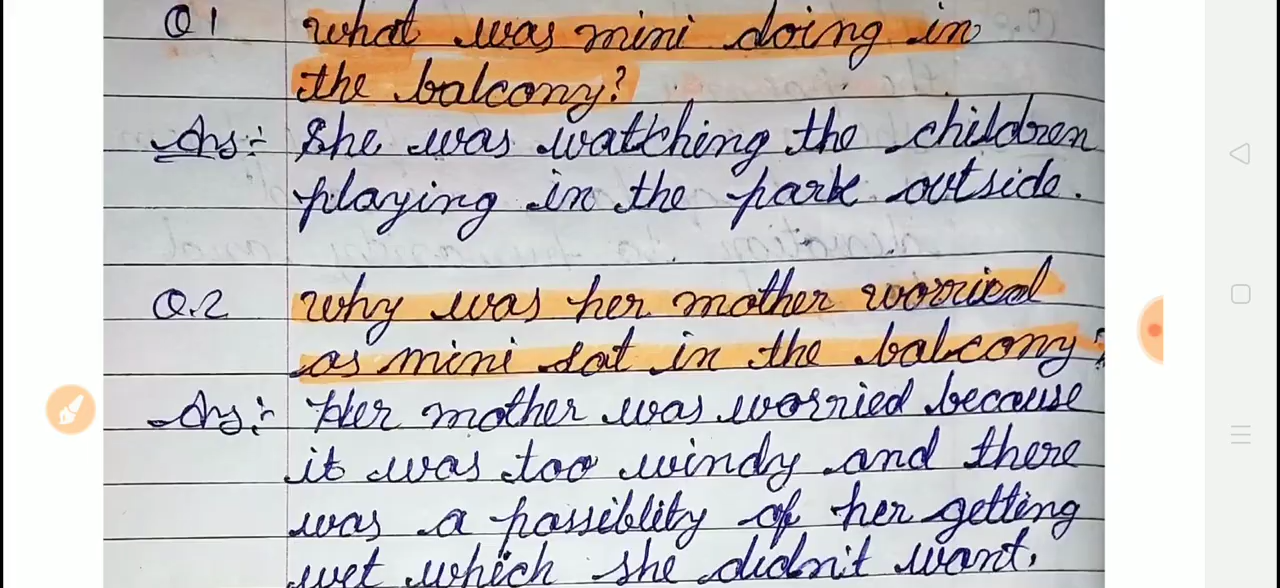 Q1 what was mini doing in
the balcony?
Ans:- She was watching the children
playing in the park outside.
Q.2 why was her mother worried
as mini sat in the balcony?
Ans:- Her mother was worried because
it was too windy and there
was a possiblity of her getting
wet which she didn't want.